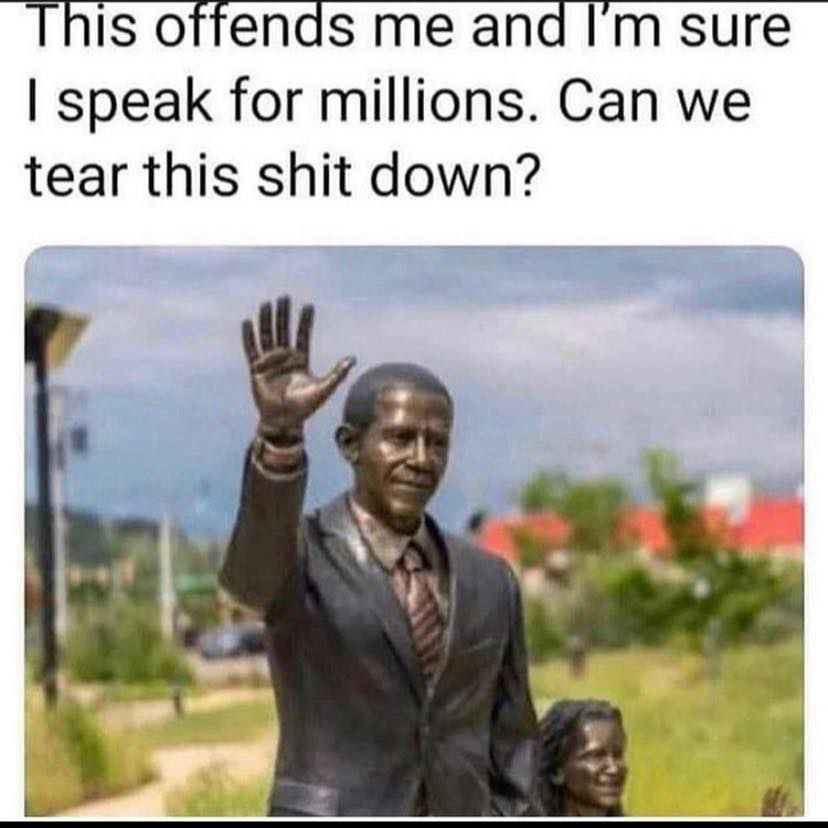 This offends me and I'm sure
I speak for millions. Can we
tear this shit down?